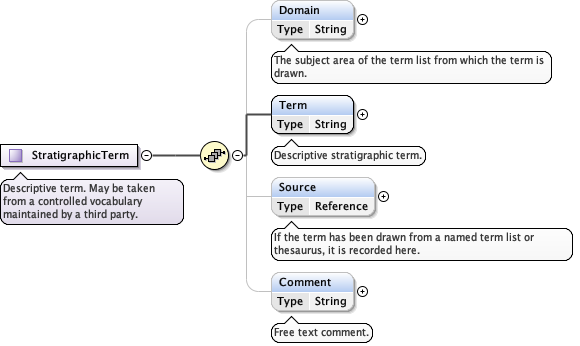 Domain
Type String
The subject area of the term list from which the term is
drawn.
Term
Type String
Descriptive stratigraphic term.
StratigraphicTerm
Descriptive term. May be taken
from a controlled vocabulary
maintained by a third party.
Source
Type Reference
If the term has been drawn from a named term list or
thesaurus, it is recorded here.
Comment
Type String
Free text comment.